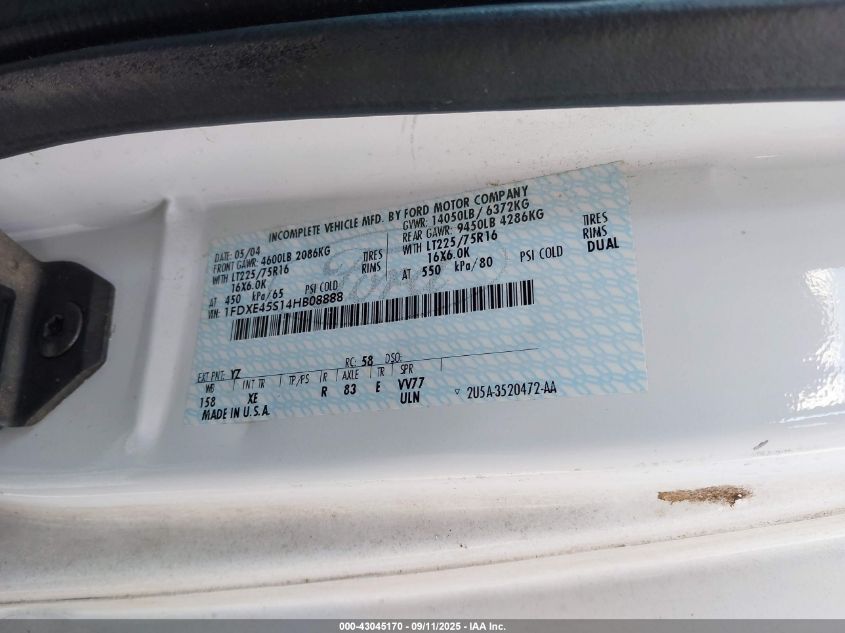 INCOMPLETE VEHICLE MFD. BY FORD MOTOR COMPANY
DATE: 05/04 GVWR: 14050LB/ 6372KG
FRONT GAWR: 4600LB 2086KG REAR GAWR: 9450LB 4286KG
WITH LT225/75R16 TIRES WITH LT225/75R16 TIRES
16X6.0K RINS 16X6.0K RINS
AT 450 kPa/65 PSI COLD AT 550 kPa/80 PSI COLD DUAL
VIN: 1FDXE45S14HB08888
Ford
EXT PNT: YZ RC: 58 DSO:
WB INT TR TP/PS R AXLE TR SPR
158 XE R 83 E VV77
ULN
MADE IN U.S.A. ▽ 2U5A-3520472-AA
000-43045170 - 09/11/2025 - IAA Inc.